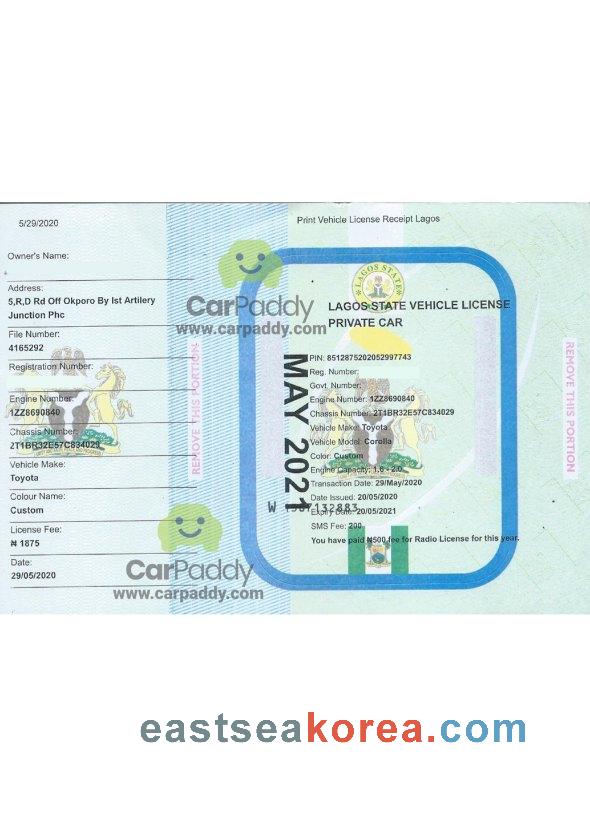 5/29/2020
Print Vehicle License Receipt Lagos
Owner's Name:
Address:
5,R,D Rd Off Okporo By Ist Artilery
Junction Phc
File Number:
4165292
Registration Number:
Engine Number:
1ZZ8690840
Chassis Number:
2T1BR32E57C834029
Vehicle Make:
Toyota
Colour Name:
Custom
License Fee:
₦ 1875
Date:
29/05/2020
CarPaddy
www.carpaddy.com
REMOVE THIS PORTION
CarPaddy
www.carpaddy.com
LAGOS STATE
LAGOS STATE VEHICLE LICENSE
PRIVATE CAR
MAY 2021
PIN: 8512875202052997743
Reg. Number:
Govt. Number:
Engine Number: 1ZZ8690840
Chassis Number: 2T1BR32E57C834029
Vehicle Make: Toyota
Vehicle Model: Corolla
Color: Custom
Engine Capacity: 1.6 - 2.0
Transaction Date: 29/May/2020
Date Issued: 20/05/2020
Expiry Date: 20/05/2021
SMS Fee: 200
You have paid ₦500 fee for Radio License for this year.
REMOVE THIS PORTION
eastseakorea.com